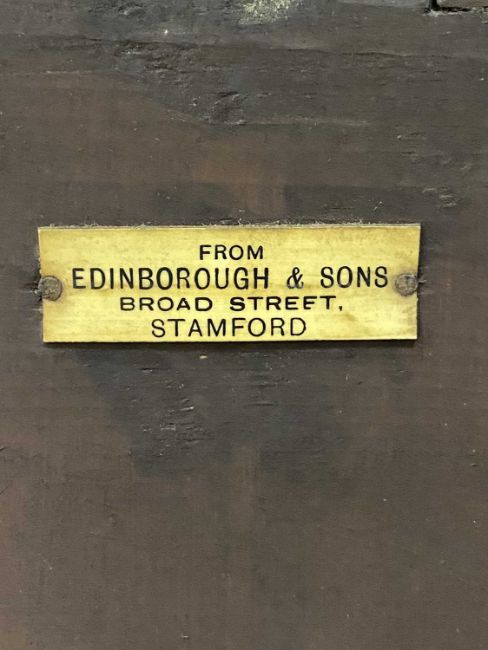 FROM
EDINBOROUGH & SONS
BROAD STREET,
STAMFORD